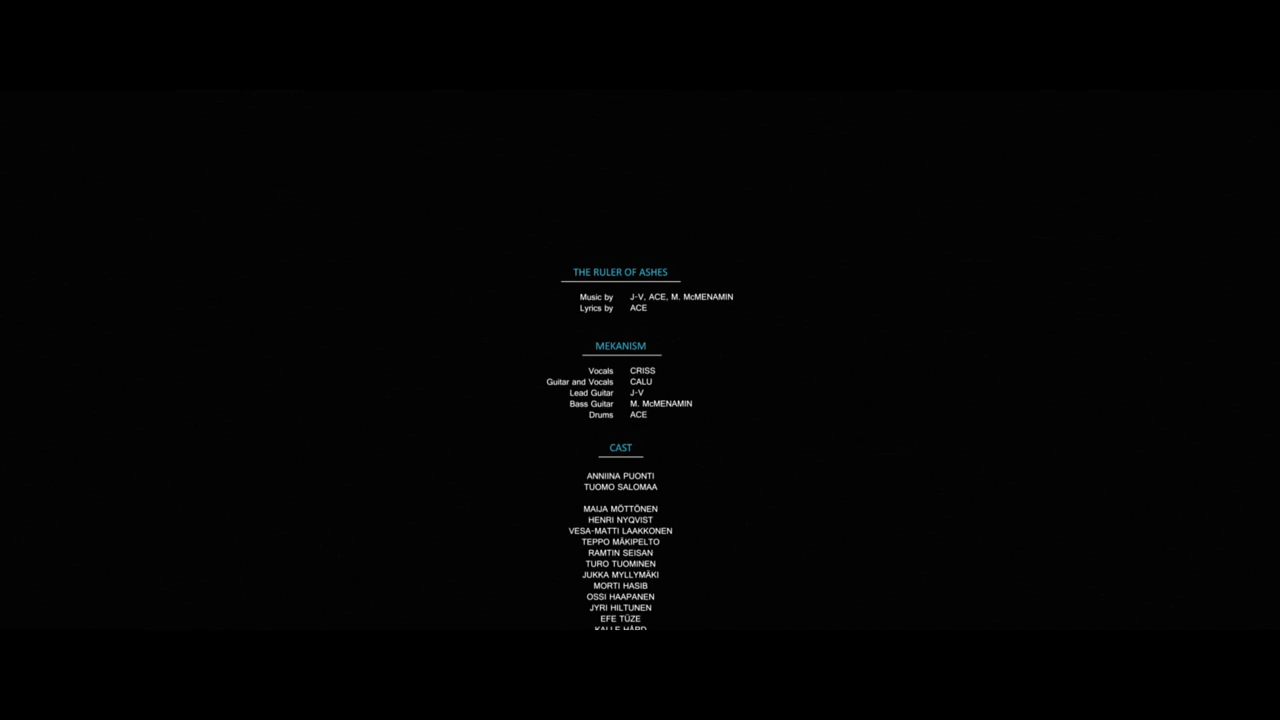 THE RULER OF ASHES
Music by J-V, ACE, M. McMENAMIN
Lyrics by ACE
MEKANISM
Vocals CRISS
Guitar and Vocals CALU
Lead Guitar J-V
Bass Guitar M. McMENAMIN
Drums ACE
CAST
ANNIINA PUONTI
TUOMO SALOMAA
MAIJA MÖTTÖNEN
HENRI NYQVIST
VESA-MATTI LAAKKONEN
TEPPO MÄKIPELTO
RAMTIN SEISAN
TURO TUOMINEN
JUKKA MYLLYMÄKI
MORTI HASIB
OSSI HAAPANEN
JYRI HILTUNEN
EFE TÜZE
KALLE HÅRD